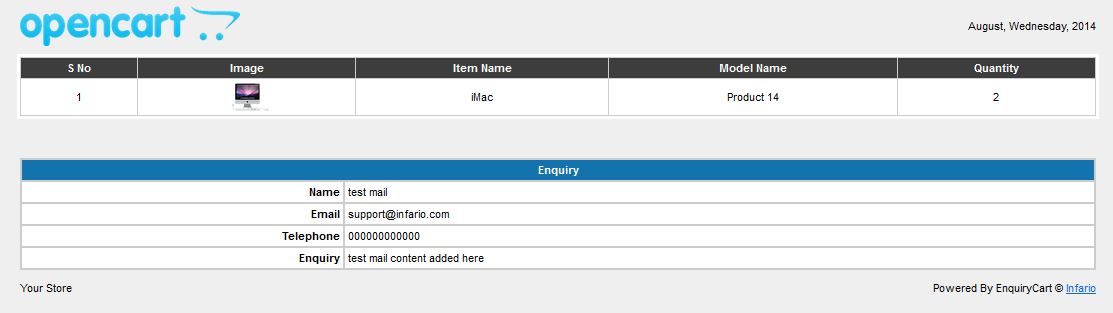 opencart
August, Wednesday, 2014
S No Image Item Name Model Name Quantity
1 iMac Product 14 2
Enquiry
Name test mail
Email support@infario.com
Telephone 000000000000
Enquiry test mail content added here
Your Store Powered By EnquiryCart © Infario